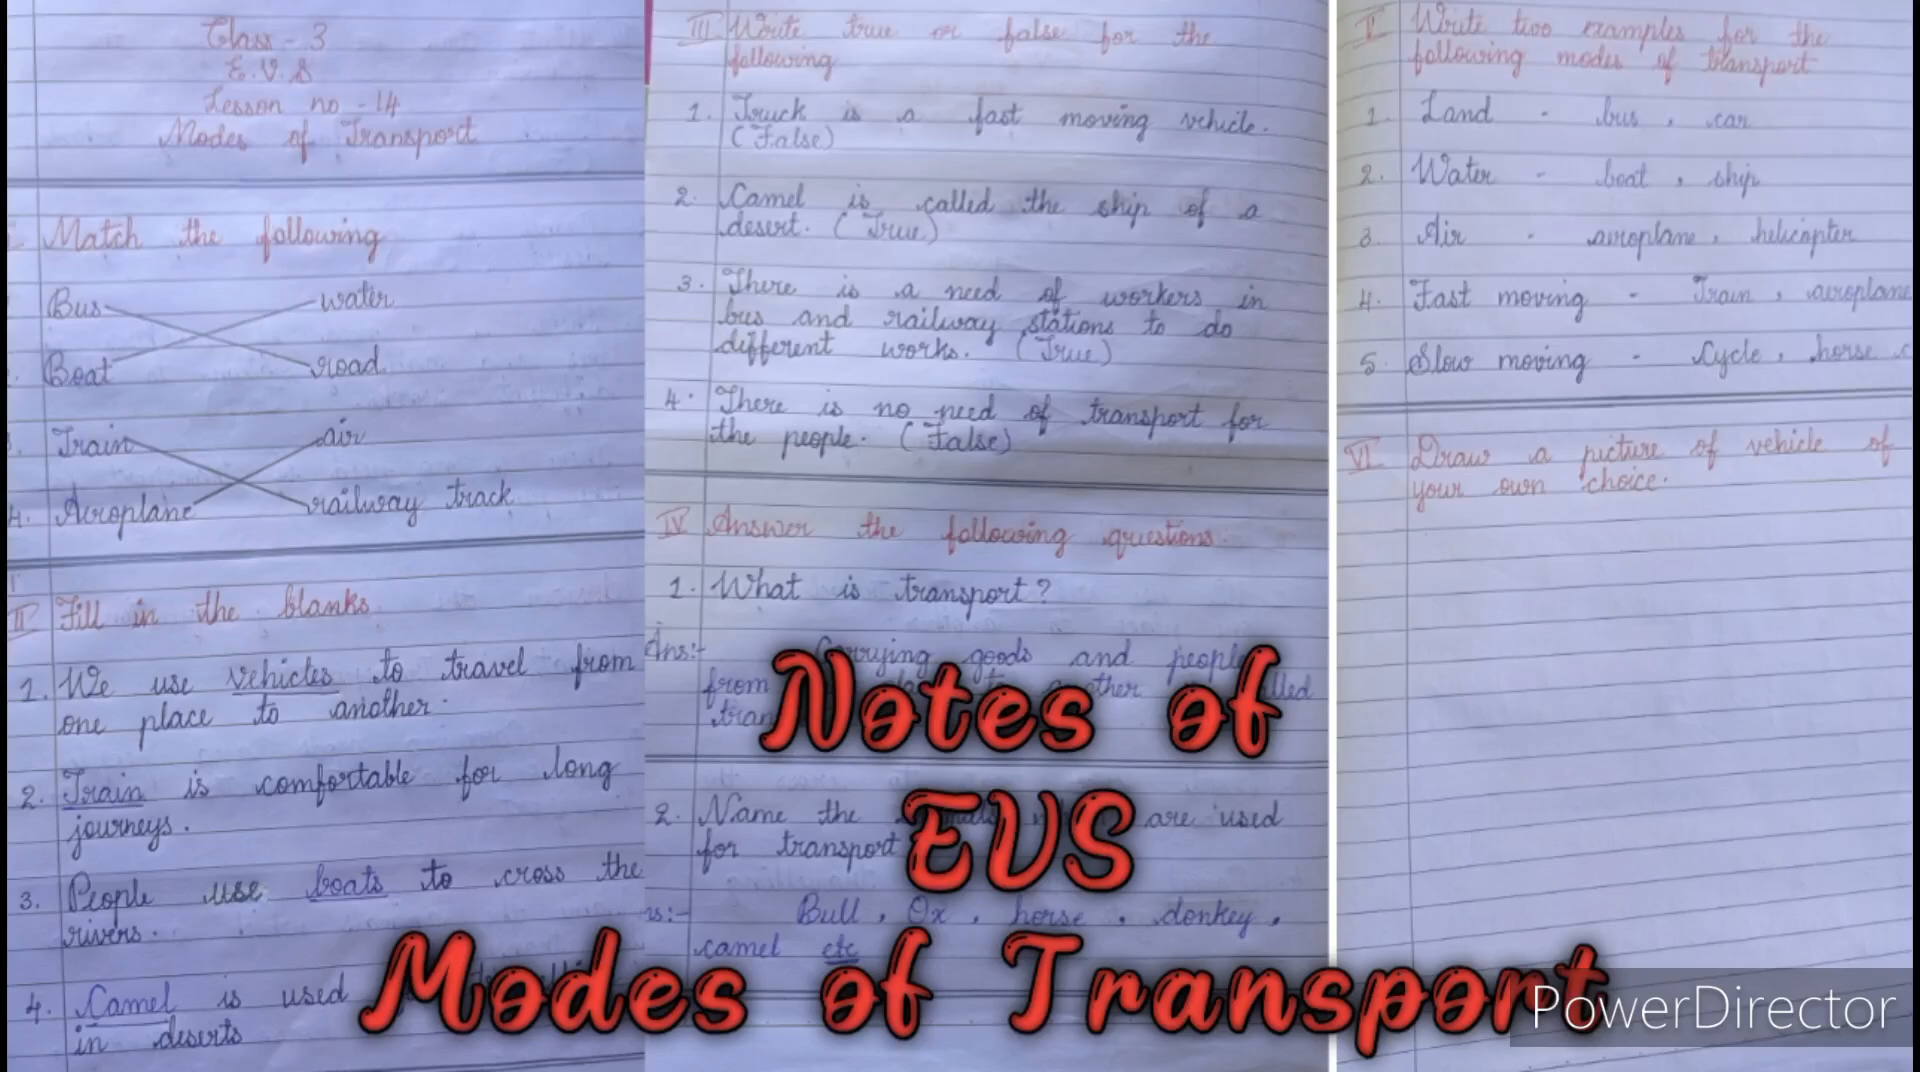 Class - 3
E.V.S
Lesson no - 14
Modes of Transport
Match the following
Bus water
Boat road
Train air
4. Aeroplane railway track
II Fill in the blanks
1. We use vehicles to travel from
one place to another.
2. Train is comfortable for long
journeys.
3. People use boats to cross the
rivers.
4. Camel is used
in deserts
III Write true or false for the
following
1. Truck is a fast moving vehicle.
(False)
2. Camel is called the ship of a
desert. (True)
3. There is a need of workers in
bus and railway stations to do
different works. (True)
4. There is no need of transport for
the people. (False)
IV Answer the following questions.
1. What is transport?
Ans:- Carrying goods and people
from
2. Name the are used
for transport
Bull, Ox, horse, donkey,
camel etc
V Write two examples for the
following modes of transport
1. Land - bus, car
2. Water - boat, ship
3. Air - aeroplane, helicopter
4. Fast moving - Train, aeroplane
5. Slow moving - Cycle, horse
VI Draw a picture of vehicle of
your own choice.
Notes of
EVS
Modes of Transport
PowerDirector